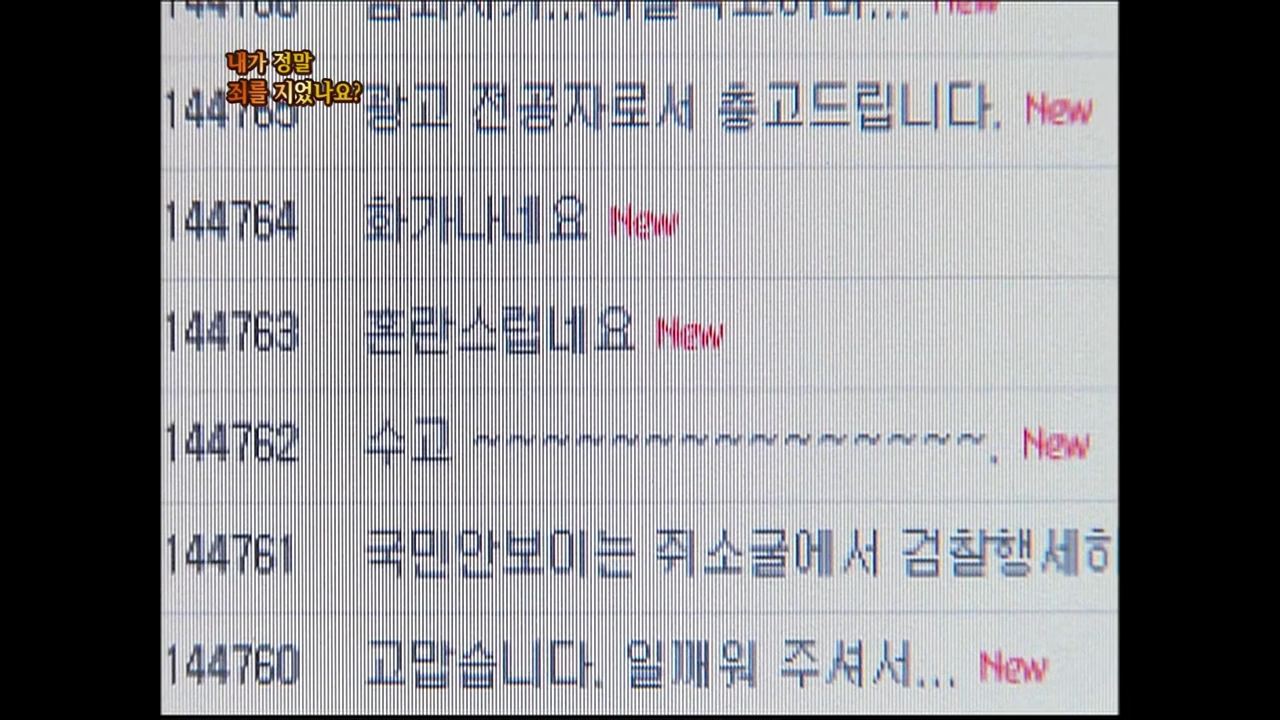 내가 정말
죄를 지었나요?
New
144765 광고 전공자로서 충고드립니다. New
144764 화가나네요 New
144763 혼란스럽네요 New
144762 수고 ~~~~~~~~~~~~~~~~~. New
144761 국민안보이는 쥐소굴에서 검찰행세하
144760 고맙습니다. 일깨워 주셔서... New